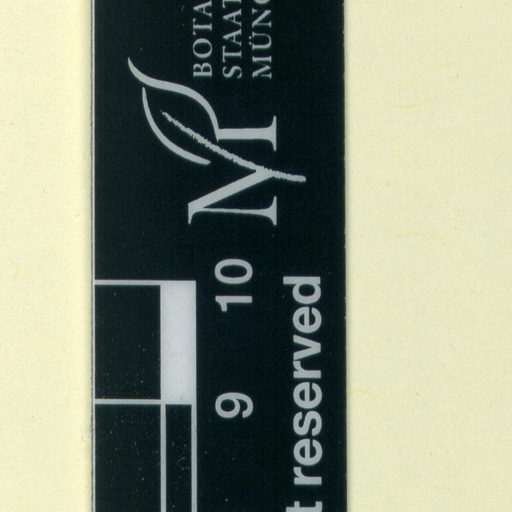 BOTA
STAAT
MÜNC
M
9 10
t reserved